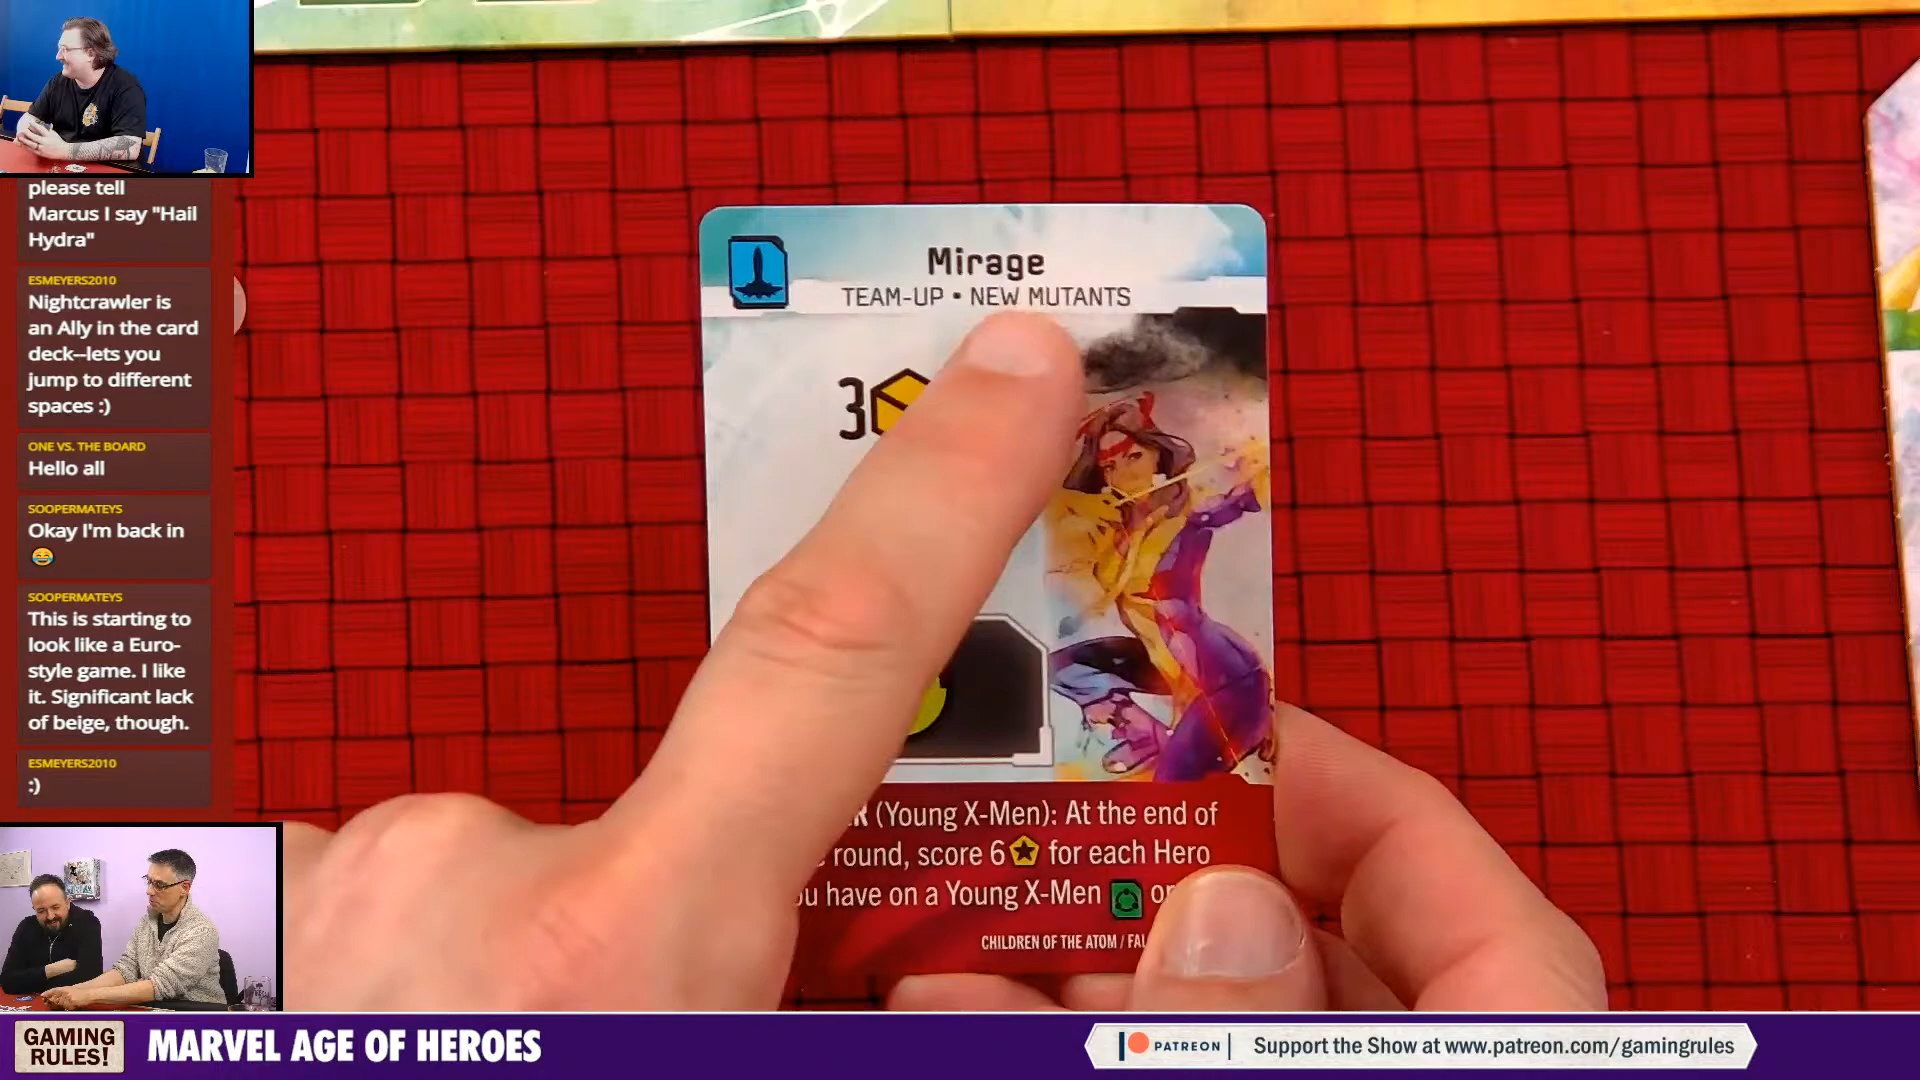 please tell
Marcus I say "Hail
Hydra"
ESMEYERS2010
Nightcrawler is
an Ally in the card
deck--lets you
jump to different
spaces :)
ONE VS. THE BOARD
Hello all
SOOPERMATEYS
Okay I'm back in
😂
SOOPERMATEYS
This is starting to
look like a Euro-
style game. I like
it. Significant lack
of beige, though.
ESMEYERS2010
:)
Mirage
TEAM-UP • NEW MUTANTS
3
(Young X-Men): At the end of
round, score 6 for each Hero
have on a Young X-Men
CHILDREN OF THE ATOM /
GAMING
RULES!
MARVEL AGE OF HEROES
PATREON
Support the Show at www.patreon.com/gamingrules